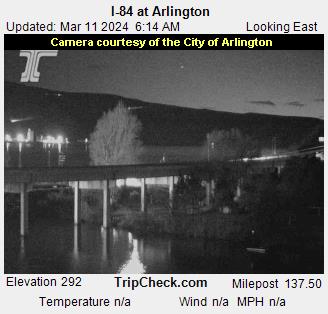 I-84 at Arlington
Updated: Mar 11 2024 6:14 AM Looking East
Camera courtesy of the City of Arlington
Elevation 292 TripCheck.com Milepost 137.50
Temperature n/a Wind n/a MPH n/a